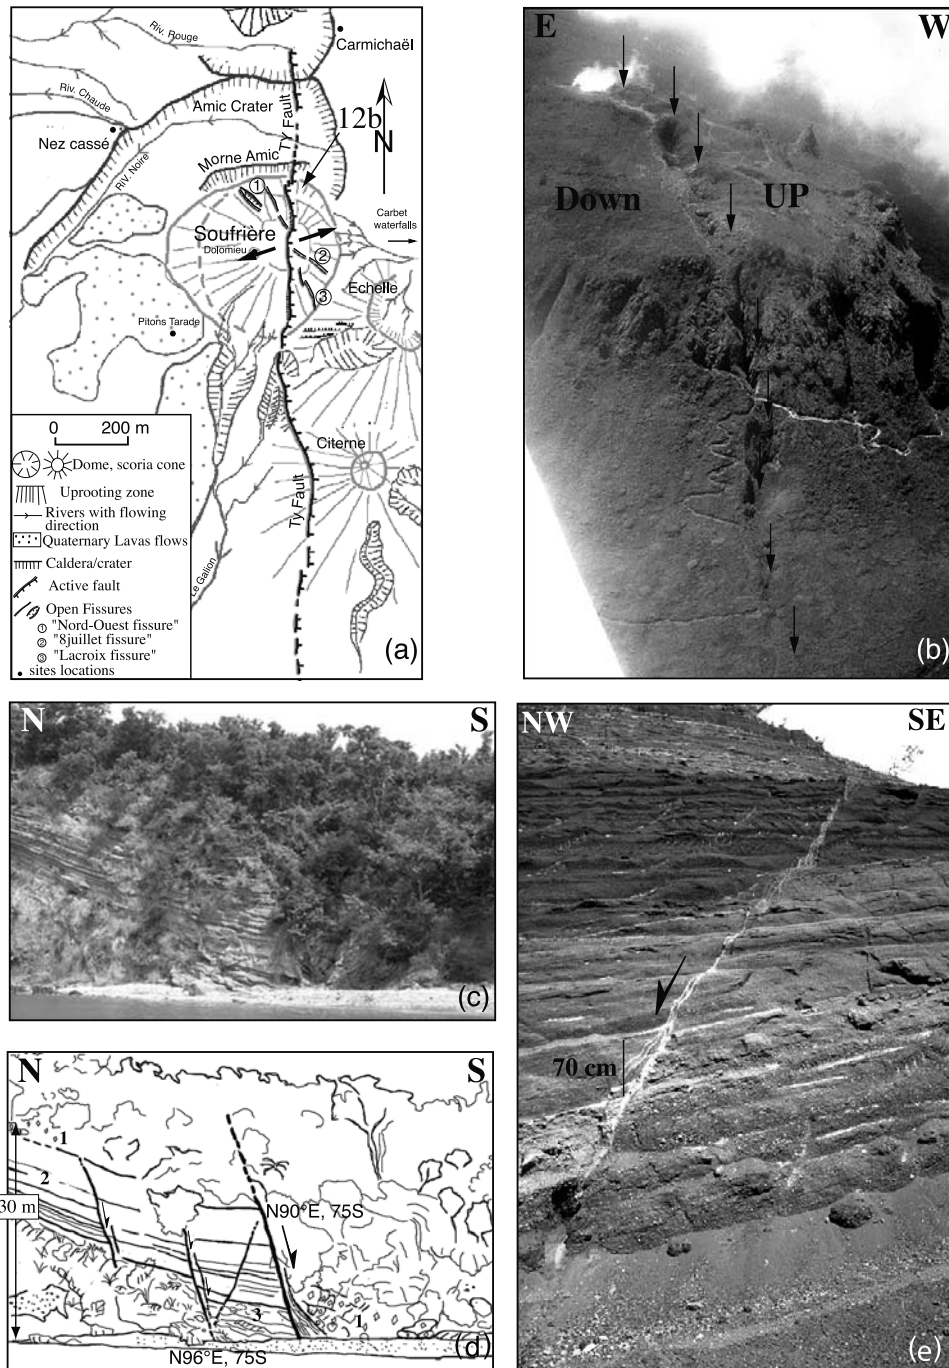 Riv. Rouge
Carmichaël
Riv. Chaude
Amic Crater
TY Fault
12b
N
Nez cassé
Riv. Noire
Morne Amic
①
Carbet
waterfalls
Soufrière
Dolomieu
②
Echelle
③
Pitons Tarade
0 200 m
Citerne
Ty Fault
Le Galion
Dome, scoria cone
Uprooting zone
Rivers with flowing
direction
Quaternary Lavas flows
Caldera/crater
Active fault
Open Fissures
① "Nord-Ouest fissure"
② "8juillet fissure"
③ "Lacroix fissure"
sites locations
(a)
E W
Down UP
(b)
N S
(c)
N S
1
2
30 m
N90°E, 75S
3
1
N96°E, 75S
(d)
NW SE
70 cm
(e)